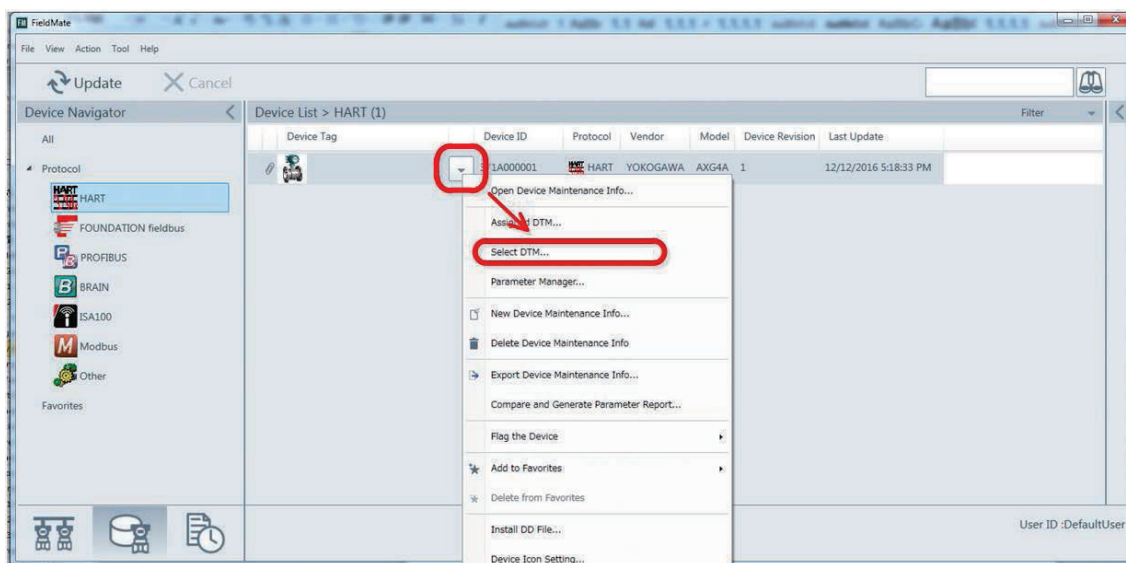 FieldMate
File View Action Tool Help
Update Cancel
Device Navigator
Device List > HART (1)
Filter
All
Device Tag Device ID Protocol Vendor Model Device Revision Last Update
Protocol
HART HART YOKOGAWA AXG4A 1 12/12/2016 5:18:33 PM
HART HART
Open Device Maintenance Info...
FOUNDATION fieldbus
Select DTM...
PROFIBUS
Parameter Manager...
BRAIN
ISA100
New Device Maintenance Info...
Modbus
Delete Device Maintenance Info
Other
Export Device Maintenance Info...
Favorites
Compare and Generate Parameter Report...
Flag the Device
Add to Favorites
Delete from Favorites
Install DD File...
User ID :DefaultUser
Device Icon Setting...